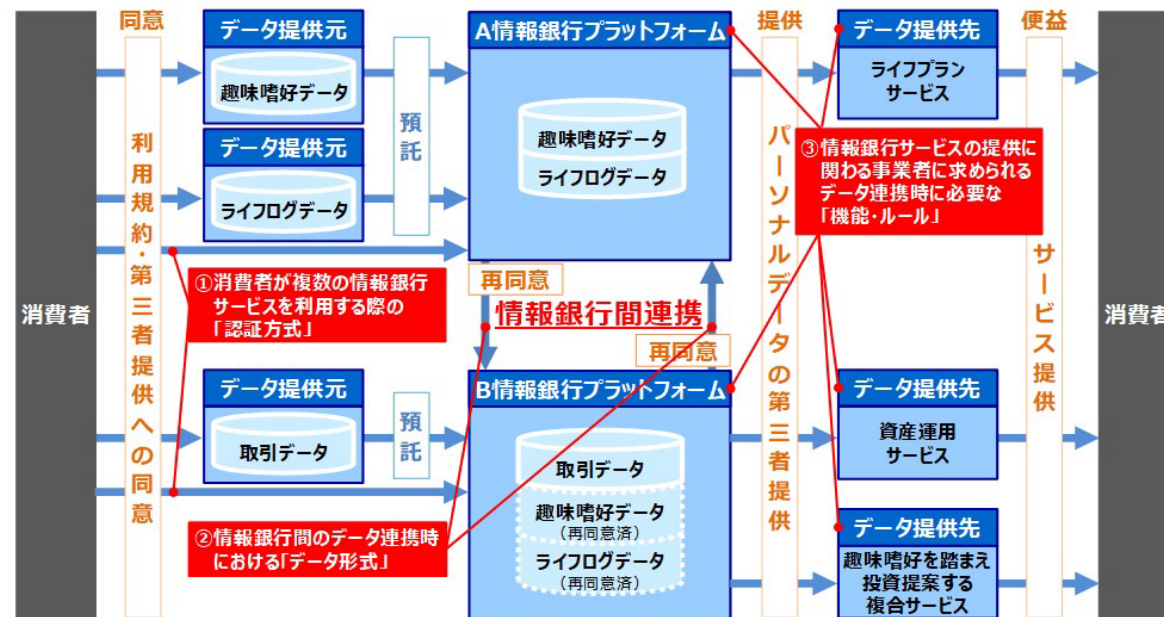 同意
利用規約・第三者提供への同意
消費者
データ提供元
趣味嗜好データ
データ提供元
ライフログデータ
預託
A情報銀行プラットフォーム
趣味嗜好データ
ライフログデータ
提供
パーソナルデータの第三者提供
データ提供先
ライフプラン
サービス
便益
サービス提供
消費者
③情報銀行サービスの提供に
関わる事業者に求められる
データ連携時に必要な
「機能・ルール」
①消費者が複数の情報銀行
サービスを利用する際の
「認証方式」
再同意
情報銀行間連携
再同意
データ提供元
取引データ
預託
B情報銀行プラットフォーム
取引データ
趣味嗜好データ
(再同意済)
ライフログデータ
(再同意済)
②情報銀行間のデータ連携時
における「データ形式」
データ提供先
資産運用
サービス
データ提供先
趣味嗜好を踏まえ
投資提案する
複合サービス